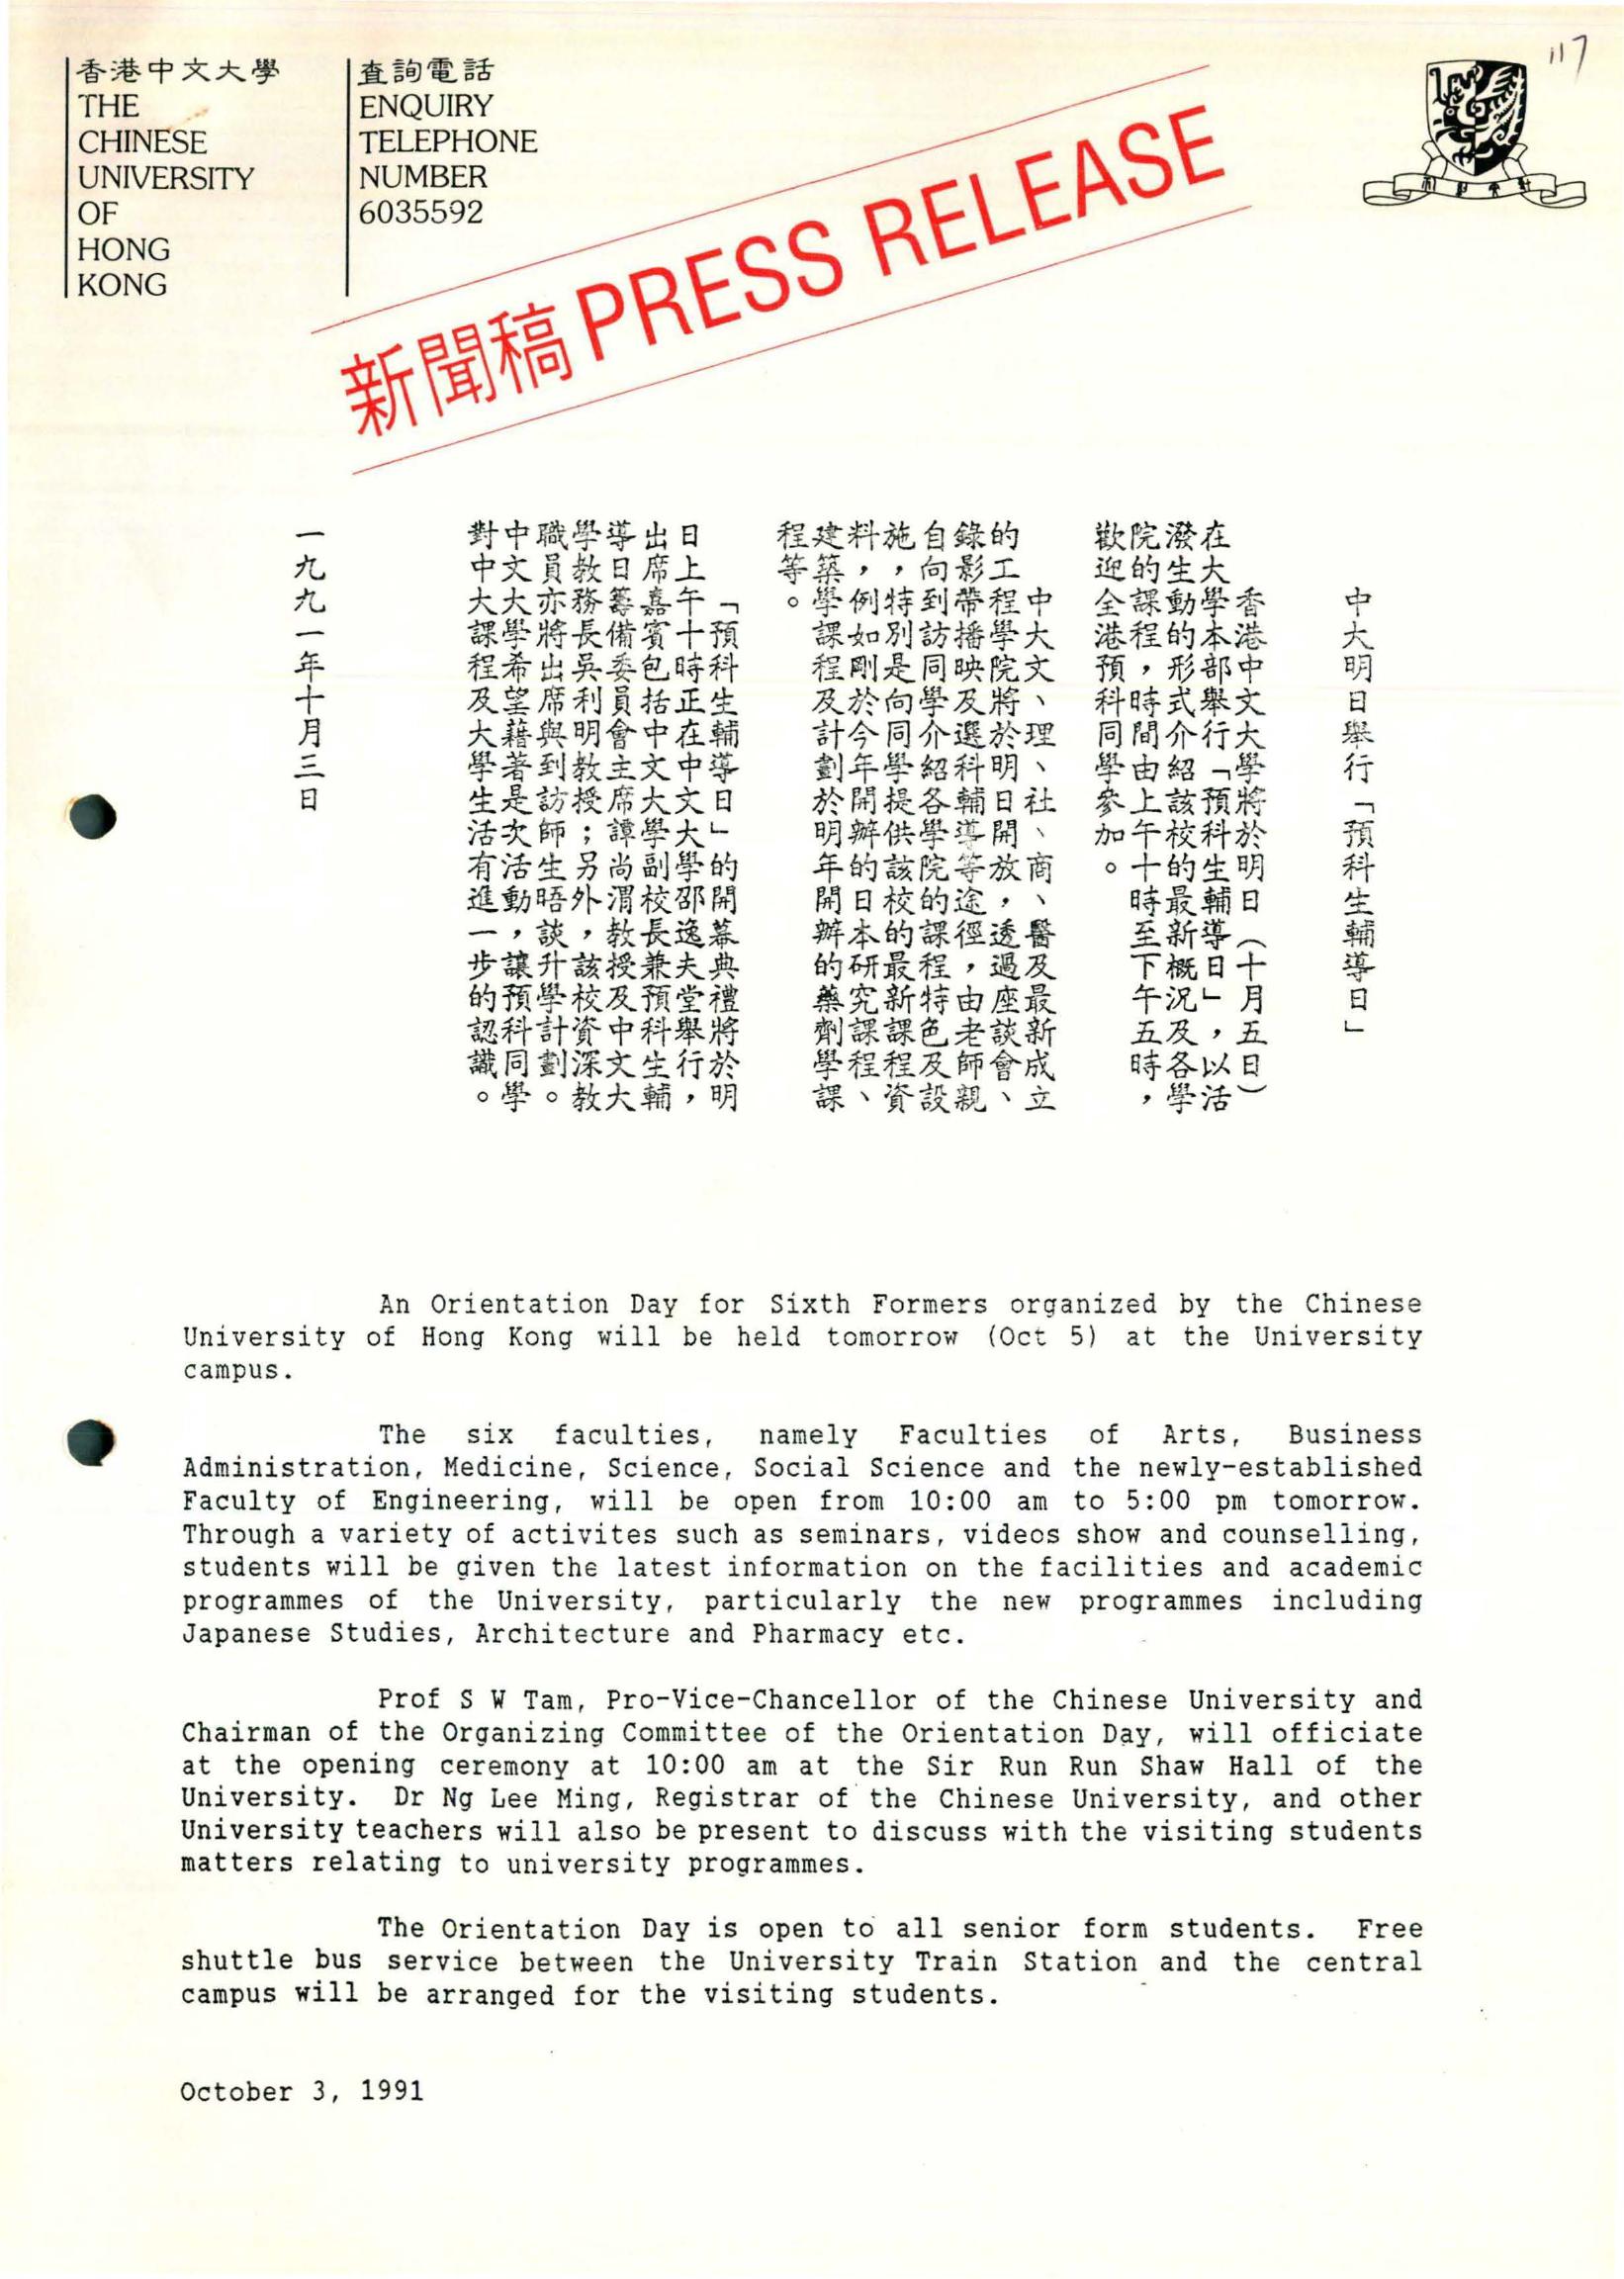 香港中文大學
THE
CHINESE
UNIVERSITY
OF
HONG
KONG
查詢電話
ENQUIRY
TELEPHONE
NUMBER
6035592
117
新聞稿 PRESS RELEASE
中大明日舉行「預科生輔導日」
香港中文大學將於明日（十月五日）
在大學本部舉行「預科生輔導日」，以活
潑生動的形式介紹該校的最新概況及各學
院的課程，時間由上午十時至下午五時，
歡迎全港預科同學參加。
中大文、理、社、商、醫及最新成立
的工程學院將於明日開放，透過座談會、
錄影帶播映及選科輔導等途徑，由老師親
自向到訪同學介紹各學院的課程特色及設
施，特別是向同學提供該校的最新課程資
料，例如剛於今年開辦的日本研究課程、
建築學課程及計劃於明年開辦的藥劑學課
程等。
「預科生輔導日」的開幕典禮將於明
日上午十時正在中文大學邵逸夫堂舉行，
出席嘉賓包括中文大學副校長兼預科生輔
導日籌備委員會主席譚尚渭教授及中文大
學教務長吳利明教授；另外，該校資深教
職員亦將出席與到訪師生晤談升學計劃。
中文大學希望藉著是次活動，讓預科同學
對中大課程及大學生活有進一步的認識。
一九九一年十月三日
An Orientation Day for Sixth Formers organized by the Chinese
University of Hong Kong will be held tomorrow (Oct 5) at the University
campus.
The six faculties, namely Faculties of Arts, Business
Administration, Medicine, Science, Social Science and the newly-established
Faculty of Engineering, will be open from 10:00 am to 5:00 pm tomorrow.
Through a variety of activites such as seminars, videos show and counselling,
students will be given the latest information on the facilities and academic
programmes of the University, particularly the new programmes including
Japanese Studies, Architecture and Pharmacy etc.
Prof S W Tam, Pro-Vice-Chancellor of the Chinese University and
Chairman of the Organizing Committee of the Orientation Day, will officiate
at the opening ceremony at 10:00 am at the Sir Run Run Shaw Hall of the
University. Dr Ng Lee Ming, Registrar of the Chinese University, and other
University teachers will also be present to discuss with the visiting students
matters relating to university programmes.
The Orientation Day is open to all senior form students. Free
shuttle bus service between the University Train Station and the central
campus will be arranged for the visiting students.
October 3, 1991